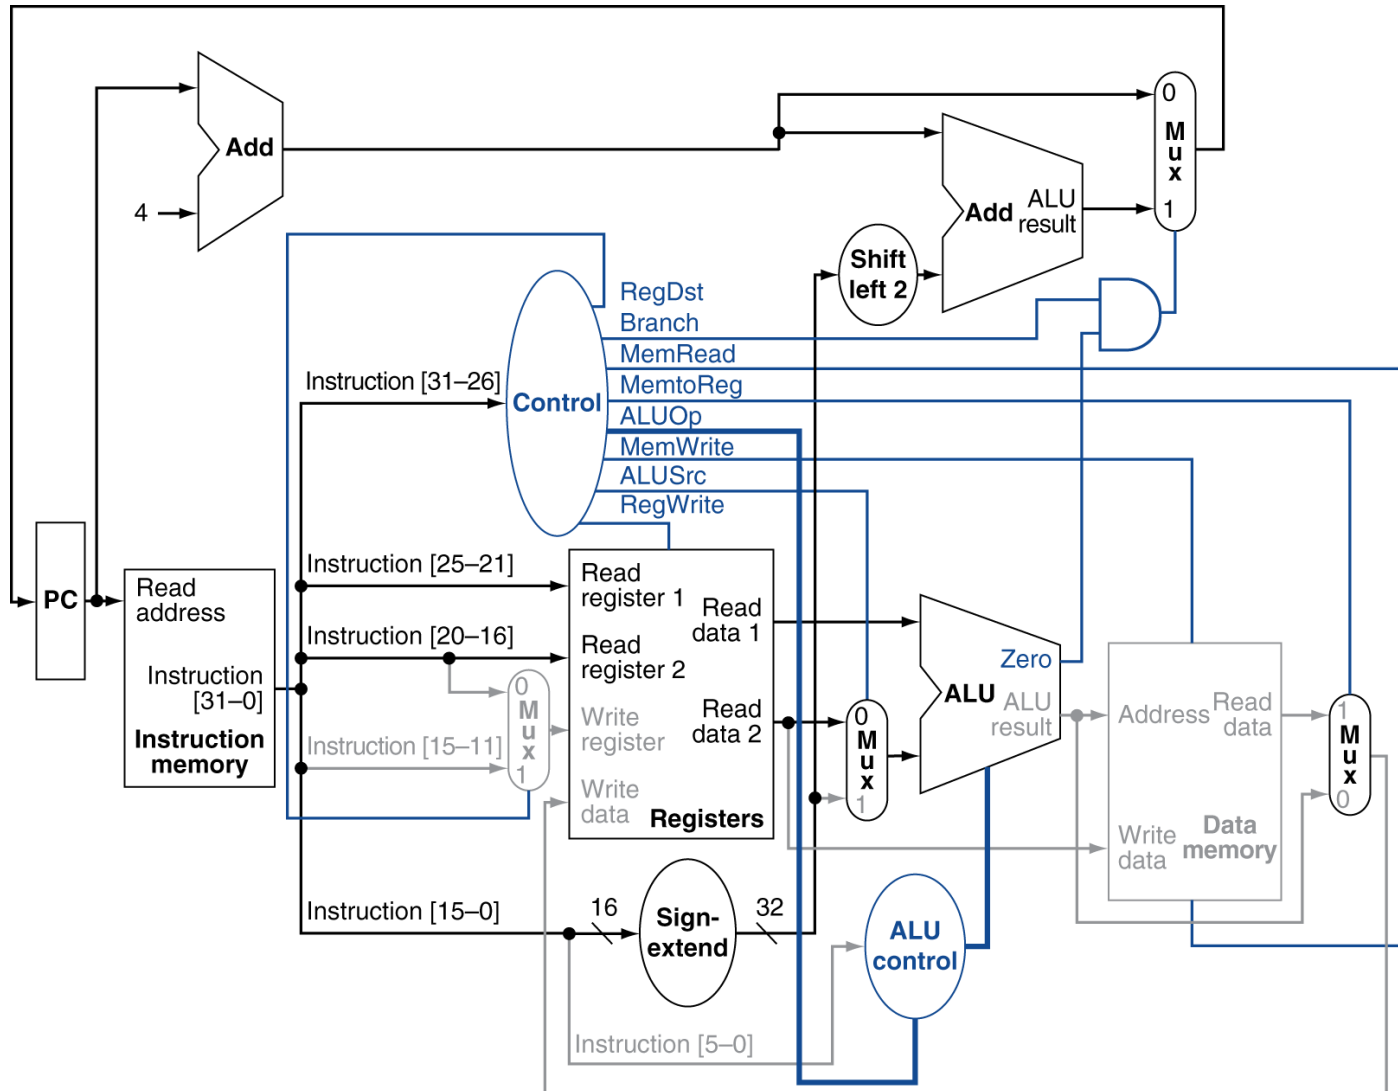 0
M
u
x
1
Add
4
Add
ALU
result
Shift
left 2
RegDst
Branch
MemRead
MemtoReg
ALUOp
MemWrite
ALUSrc
RegWrite
Instruction [31–26]
Control
Instruction [25–21]
Instruction [20–16]
Instruction [15–11]
Instruction [15–0]
Instruction [5–0]
PC
Read
address
Instruction
[31–0]
Instruction
memory
0
M
u
x
1
Read
register 1
Read
register 2
Write
register
Write
data
Read
data 1
Read
data 2
Registers
0
M
u
x
1
Zero
ALU
ALU
result
Address
Read
data
Write
data
Data
memory
1
M
u
x
0
16
Sign-
extend
32
ALU
control